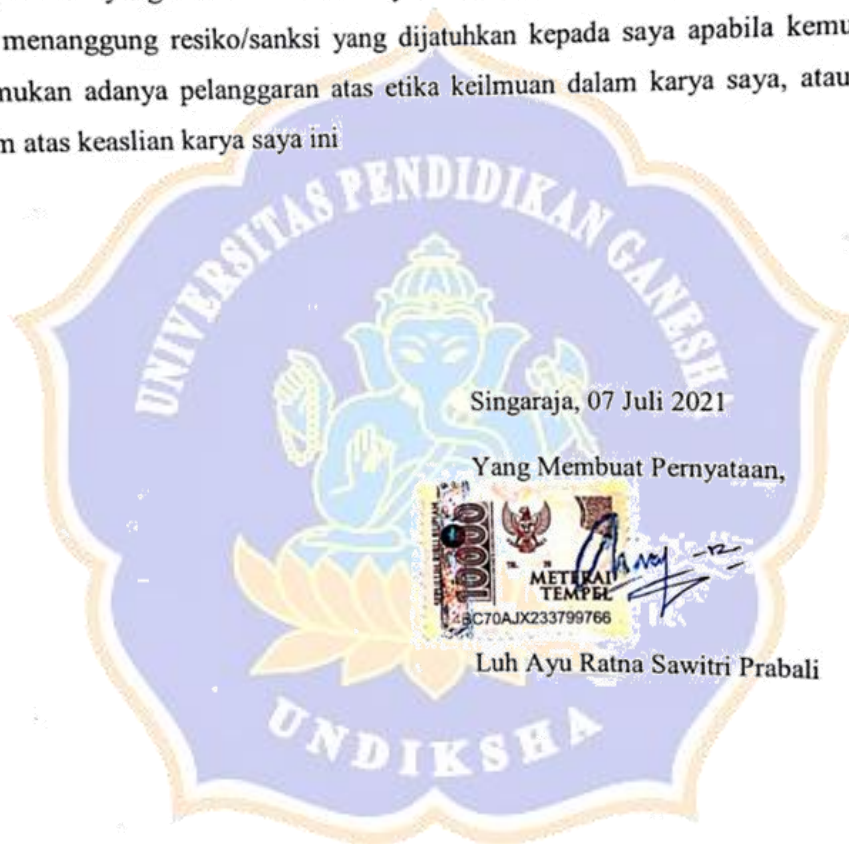 menanggung resiko/sanksi yang dijatuhkan kepada saya apabila kemu
mukan adanya pelanggaran atas etika keilmuan dalam karya saya, atau
m atas keaslian karya saya ini
UNIVERSITAS PENDIDIKAN GANESHA
Singaraja, 07 Juli 2021
Yang Membuat Pernyataan,
10000
METERAI
TEMPEL
C70AJX233799766
Luh Ayu Ratna Sawitri Prabali
UNDIKSHA